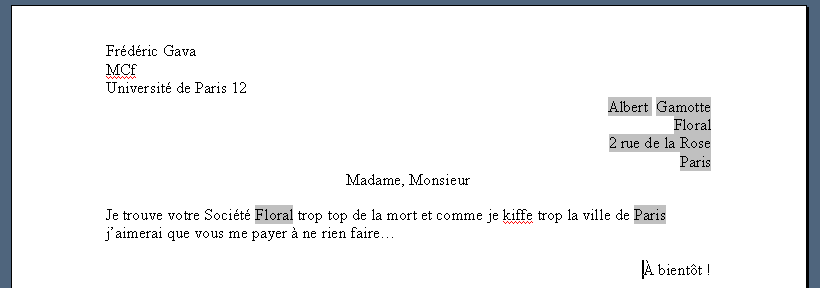 Frédéric Gava
MCf
Université de Paris 12
Albert Gamotte
Floral
2 rue de la Rose
Paris
Madame, Monsieur
Je trouve votre Société Floral trop top de la mort et comme je kiffe trop la ville de Paris
j'aimerai que vous me payer à ne rien faire…
À bientôt !